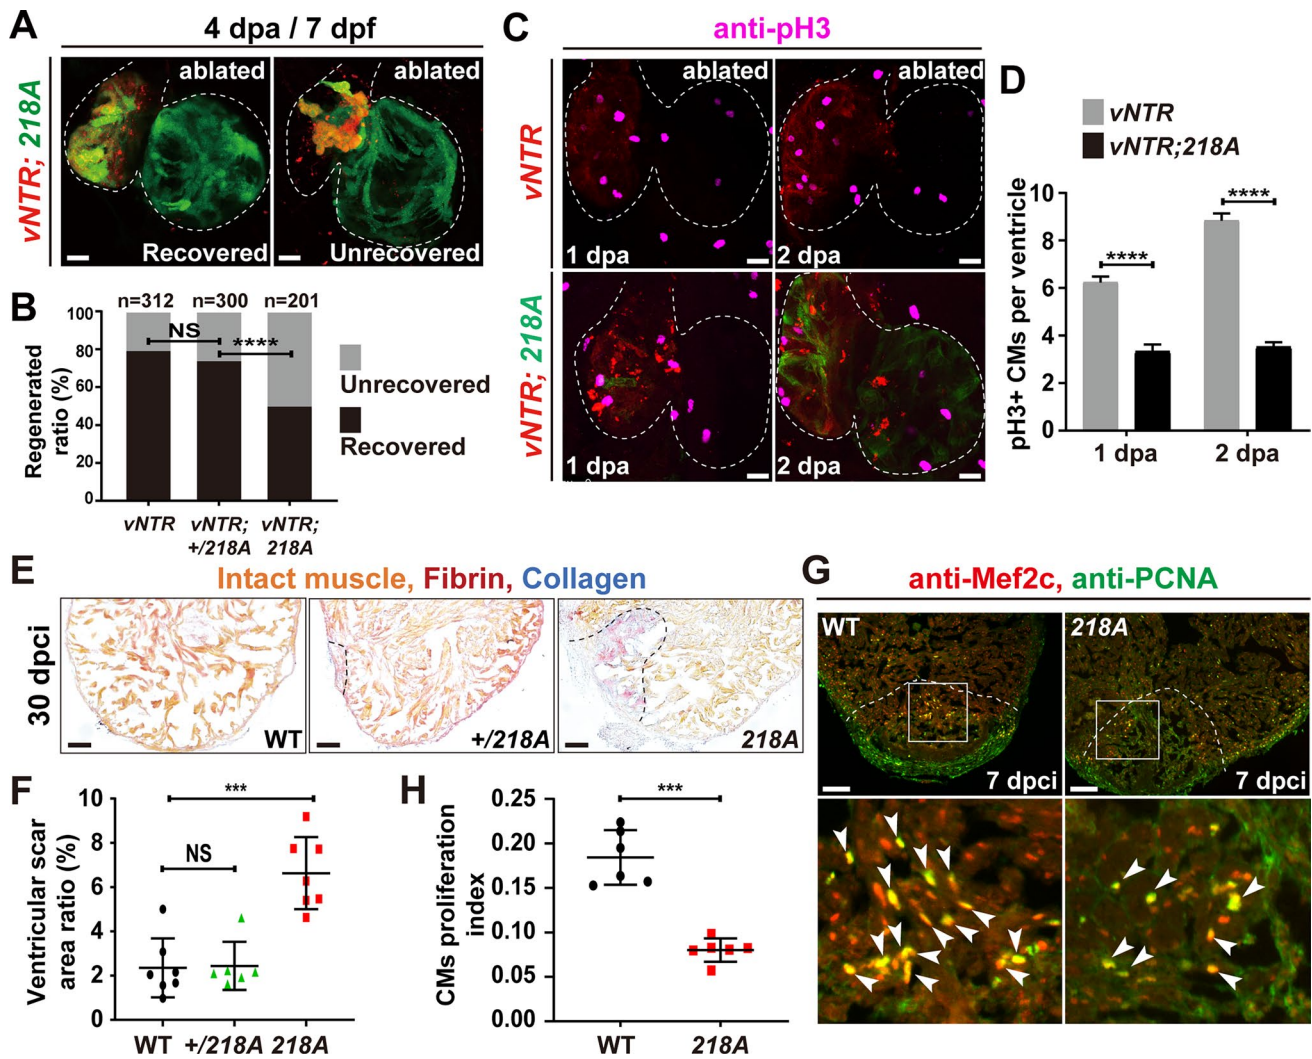 A
4 dpa / 7 dpf
vNTR; 218A
ablated
Recovered
ablated
Unrecovered
B
n=312 n=300 n=201
NS
****
Regenerated
ratio (%)
100
80
60
40
20
0
vNTR
vNTR;
+/218A
vNTR;
218A
Unrecovered
Recovered
C
anti-pH3
vNTR
ablated
1 dpa
ablated
2 dpa
vNTR; 218A
1 dpa
2 dpa
D
vNTR
vNTR;218A
pH3+ CMs per ventricle
10
8
6
4
2
0
****
****
1 dpa
2 dpa
E
Intact muscle, Fibrin, Collagen
30 dpci
WT
+/218A
218A
F
Ventricular scar
area ratio (%)
10
8
6
4
2
0
***
NS
WT +/218A 218A
H
CMs proliferation
index
0.25
0.20
0.15
0.10
0.05
0.00
***
WT
218A
G
anti-Mef2c, anti-PCNA
WT
7 dpci
218A
7 dpci